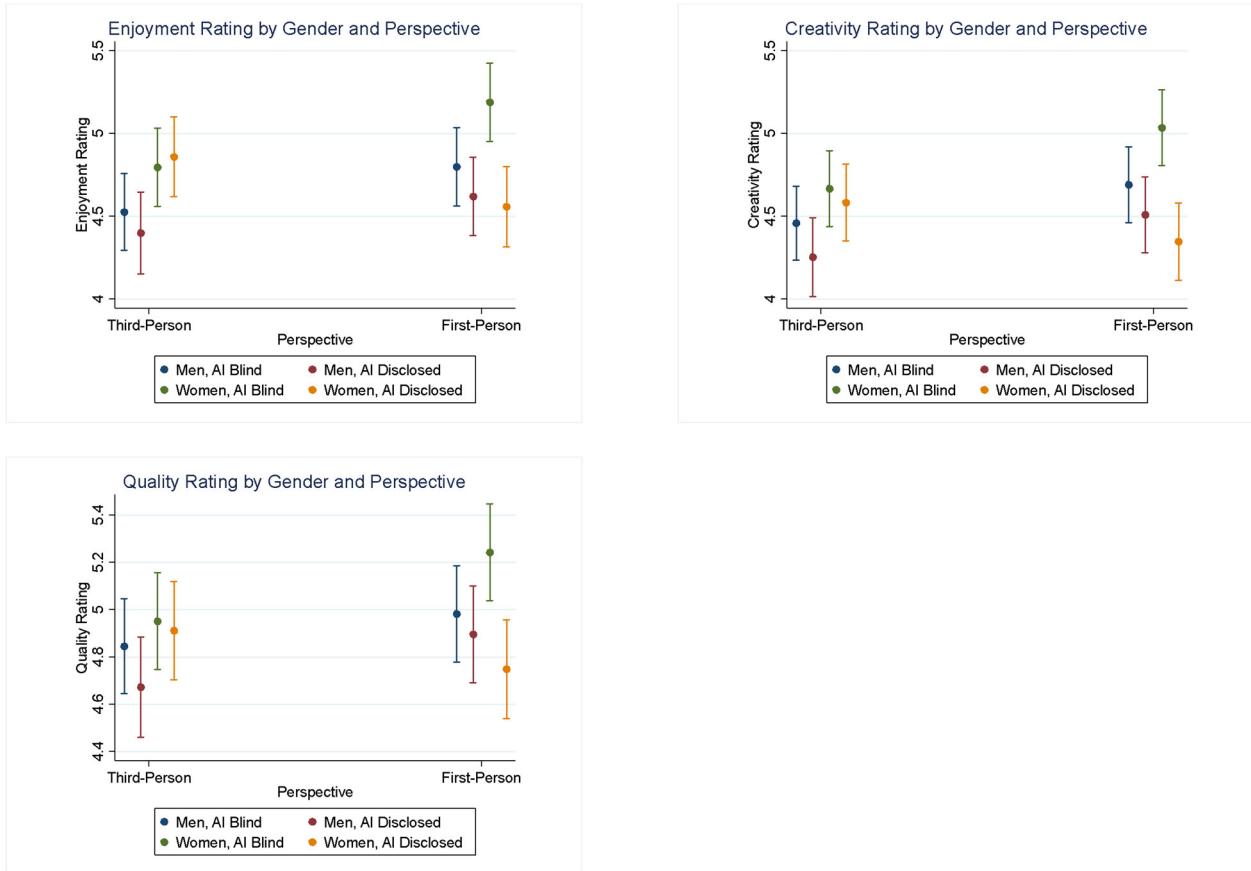 Enjoyment Rating by Gender and Perspective
Enjoyment Rating
5.5
5
4.5
4
Third-Person
First-Person
Perspective
Men, AI Blind
Men, AI Disclosed
Women, AI Blind
Women, AI Disclosed
Creativity Rating by Gender and Perspective
Creativity Rating
5.5
5
4.5
4
Third-Person
First-Person
Perspective
Men, AI Blind
Men, AI Disclosed
Women, AI Blind
Women, AI Disclosed
Quality Rating by Gender and Perspective
Quality Rating
5.4
5.2
5
4.8
4.6
4.4
Third-Person
First-Person
Perspective
Men, AI Blind
Men, AI Disclosed
Women, AI Blind
Women, AI Disclosed